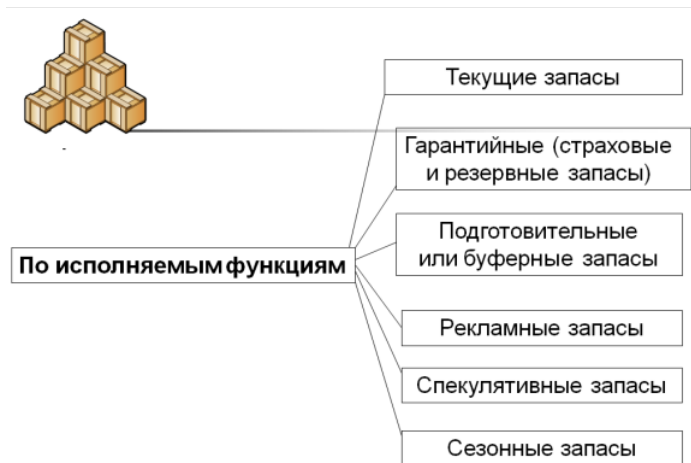 Текущие запасы
Гарантийные (страховые
и резервные запасы)
Подготовительные
или буферные запасы
По исполняемым функциям
Рекламные запасы
Спекулятивные запасы
Сезонные запасы